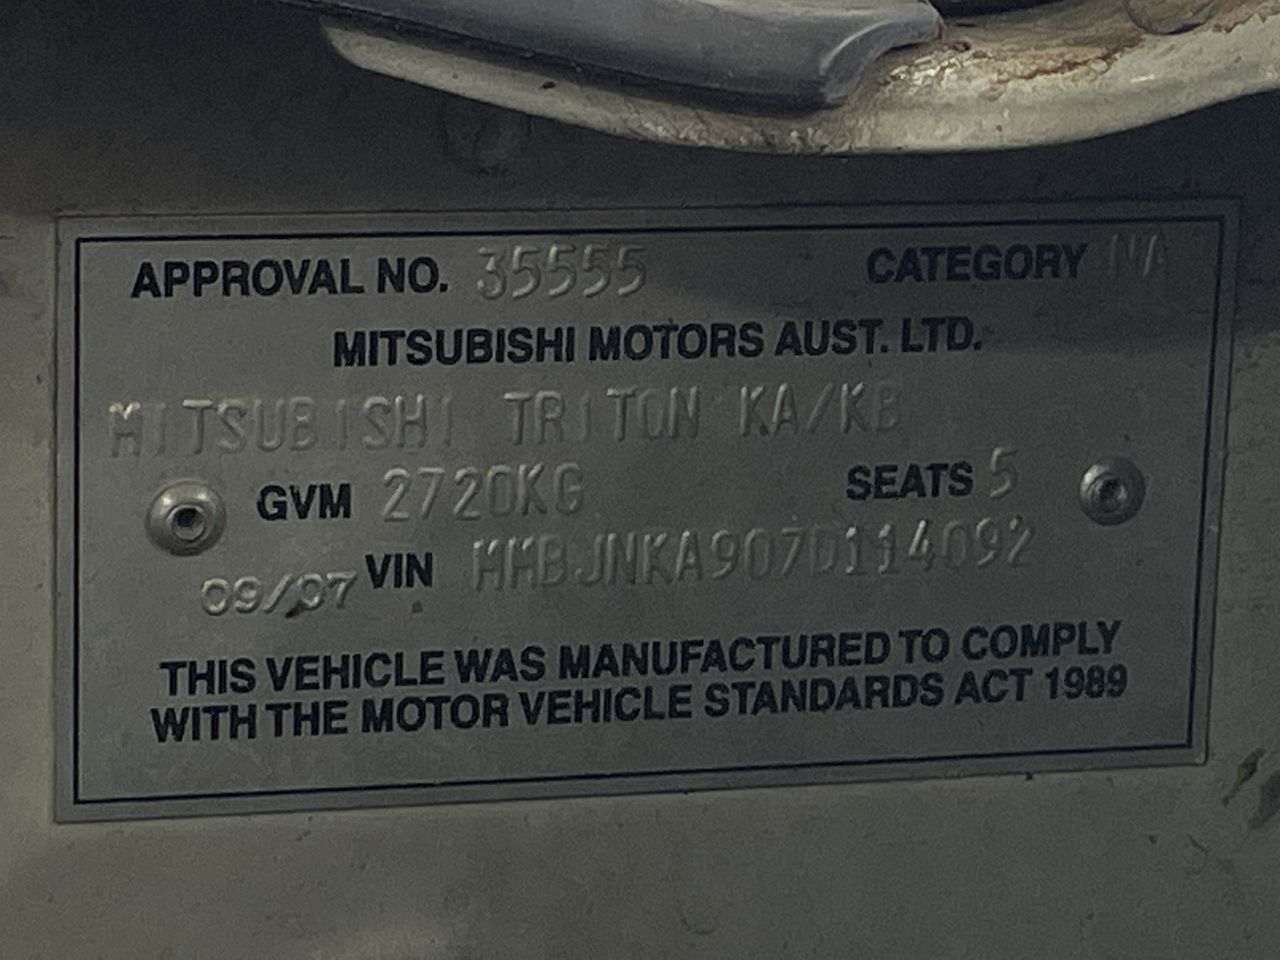 APPROVAL NO. 35555 CATEGORY NA
MITSUBISHI MOTORS AUST. LTD.
MITSUBISHI TRITON KA/KB
GVM 2720KG SEATS 5
09/07 VIN MMBJNKA907D114092
THIS VEHICLE WAS MANUFACTURED TO COMPLY
WITH THE MOTOR VEHICLE STANDARDS ACT 1989